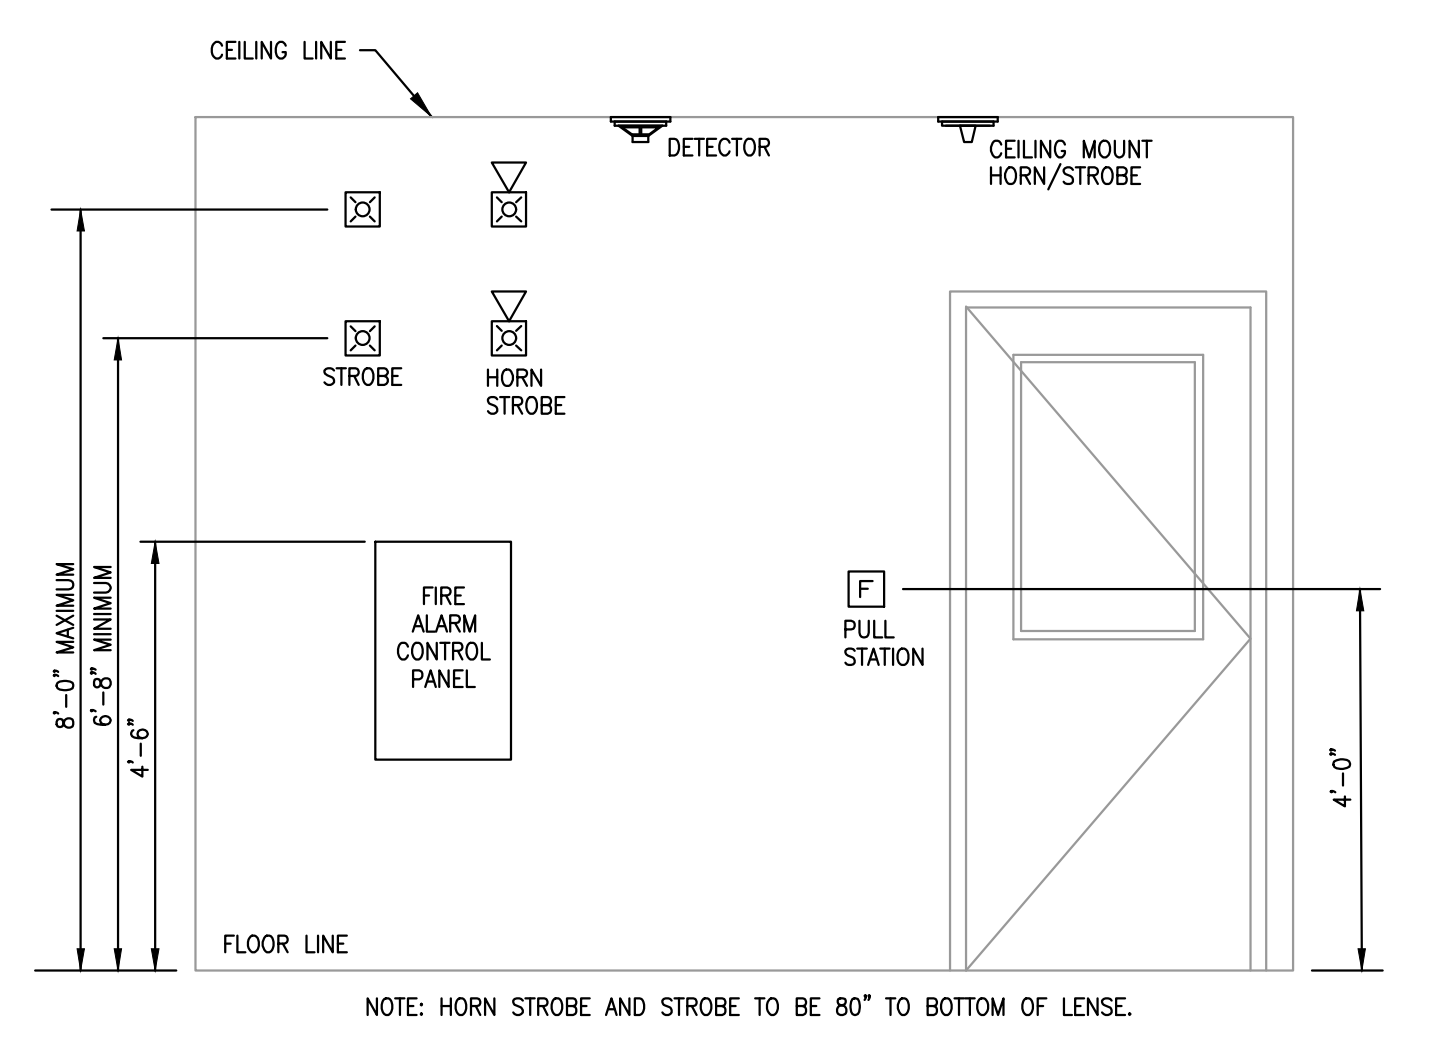 CEILING LINE
DETECTOR
CEILING MOUNT
HORN/STROBE
STROBE
HORN
STROBE
8'-0" MAXIMUM
6'-8" MINIMUM
4'-6"
FIRE
ALARM
CONTROL
PANEL
F
PULL
STATION
4'-0"
FLOOR LINE
NOTE: HORN STROBE AND STROBE TO BE 80" TO BOTTOM OF LENSE.